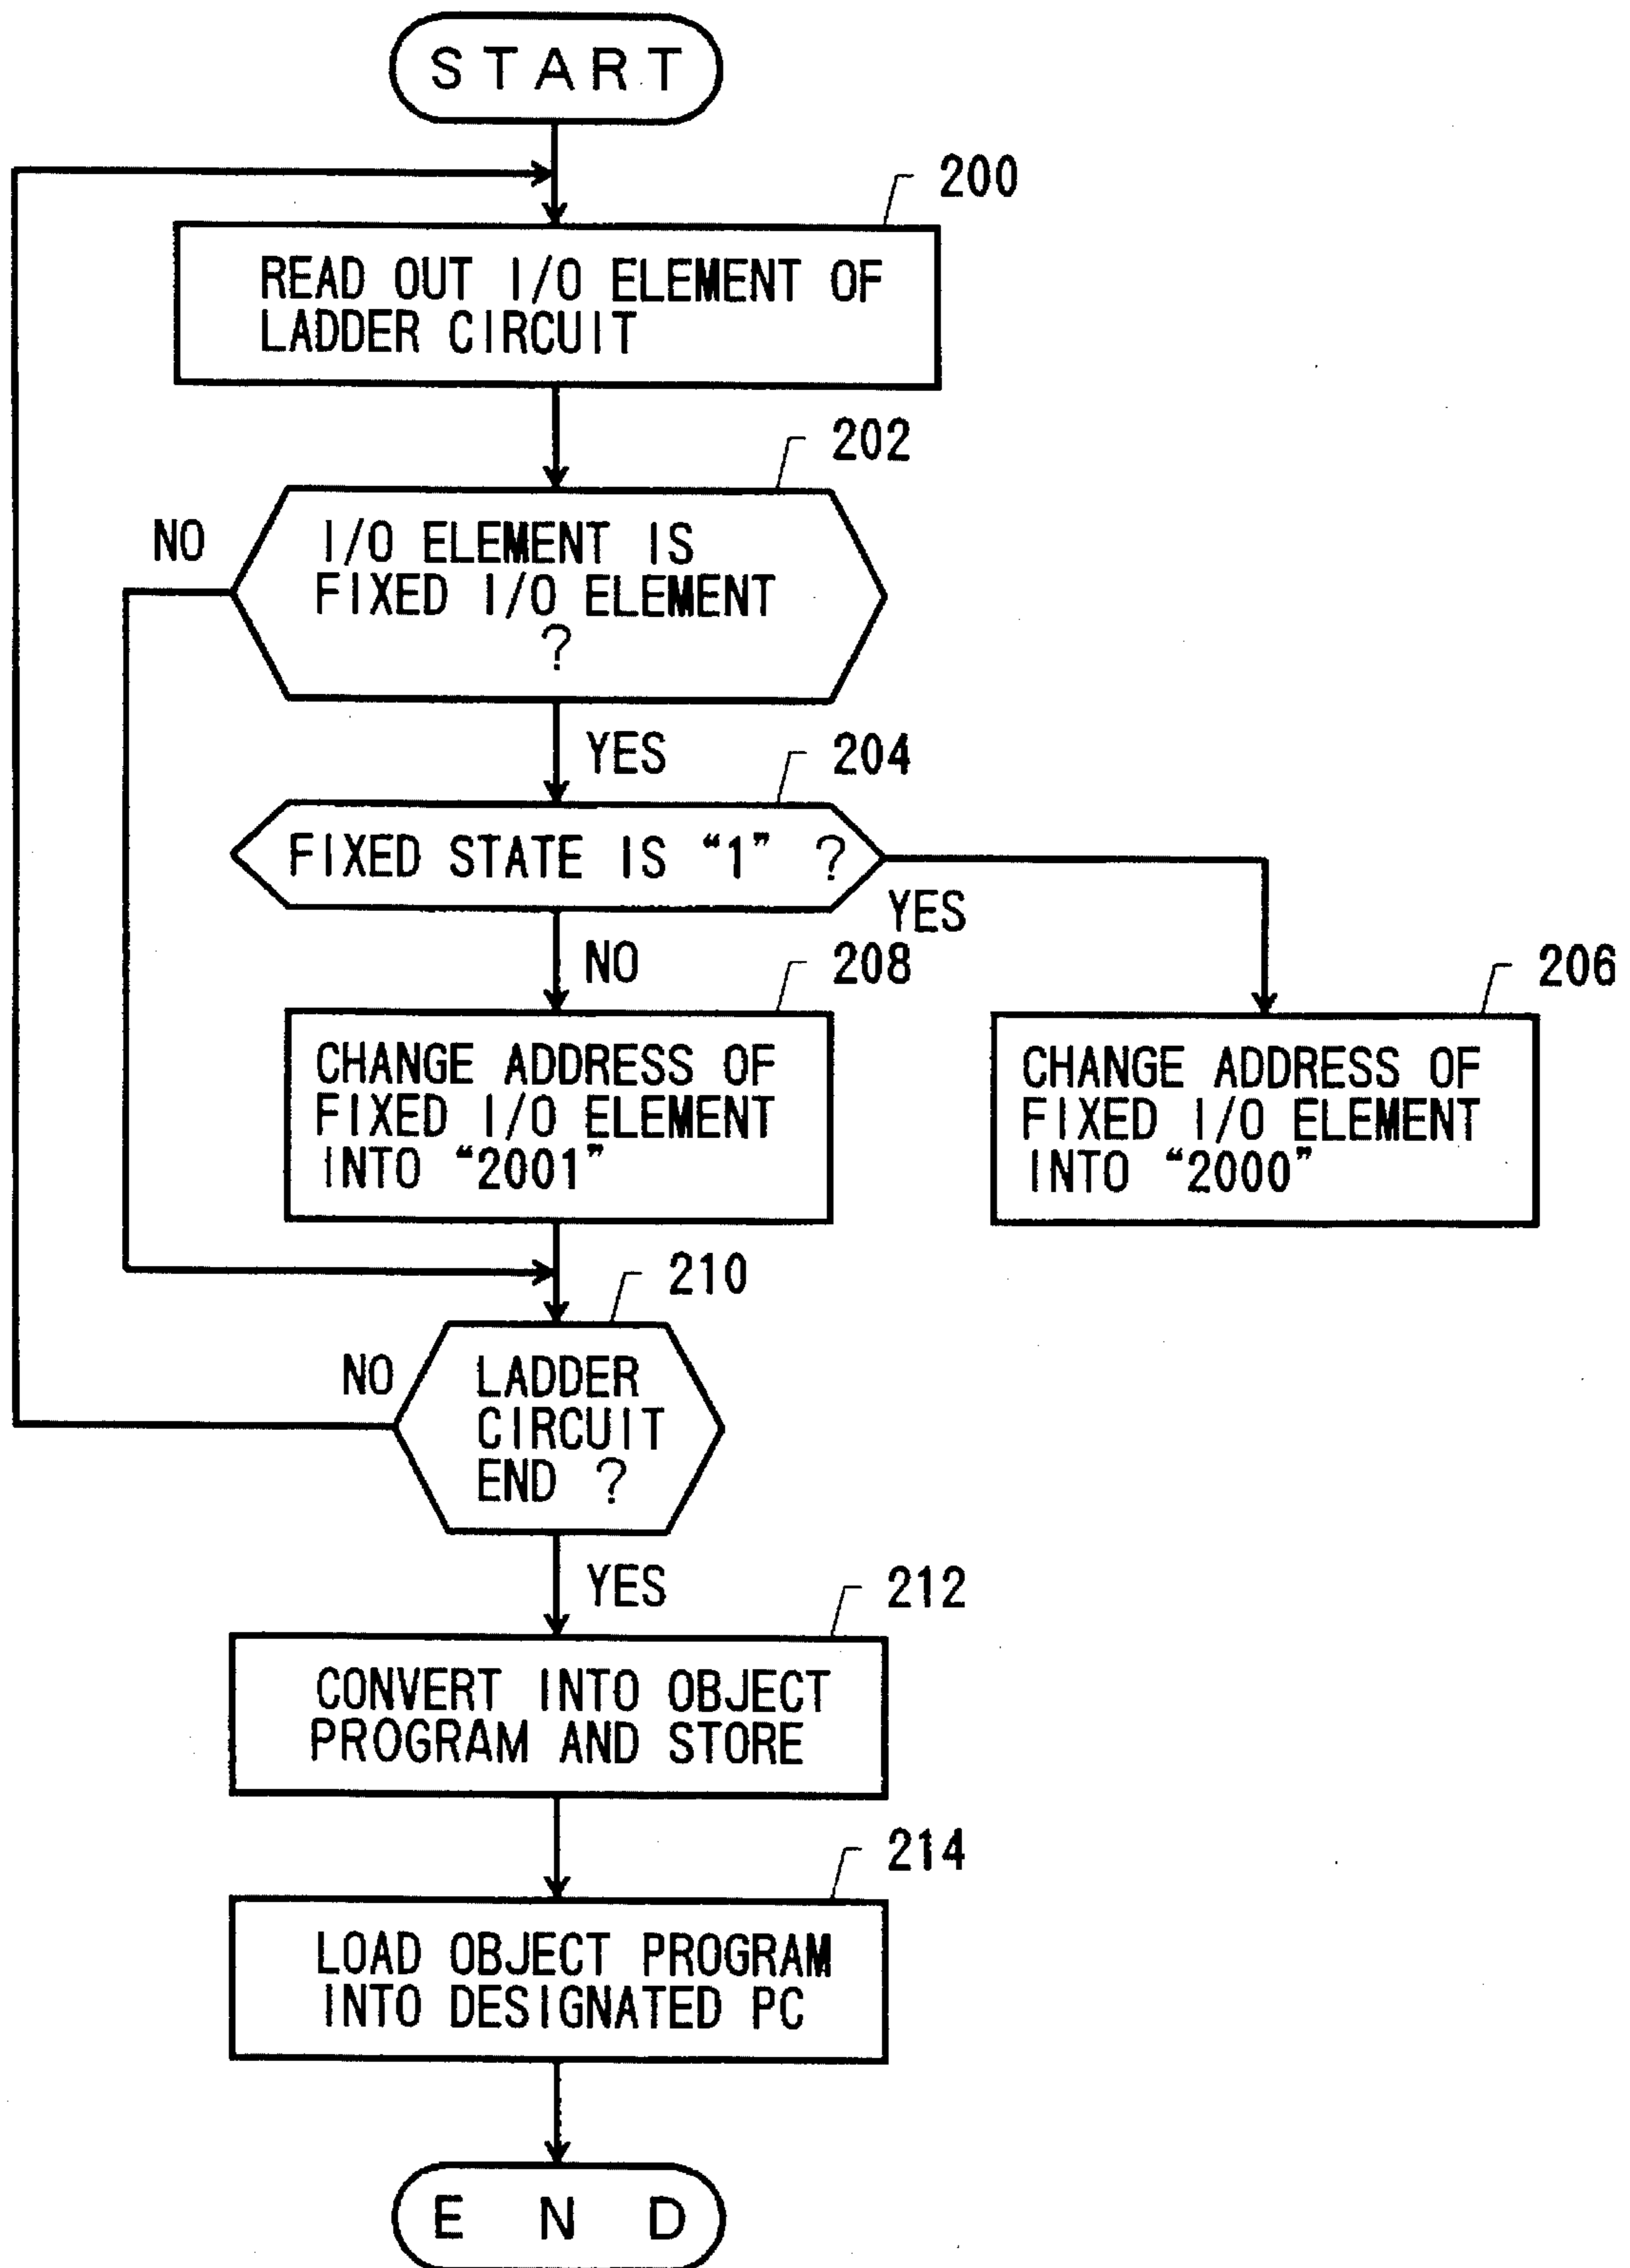 START
200
READ OUT I/O ELEMENT OF
LADDER CIRCUIT
202
NO
I/O ELEMENT IS
FIXED I/O ELEMENT
?
YES
204
FIXED STATE IS “1” ?
YES
NO
208
206
CHANGE ADDRESS OF
FIXED I/O ELEMENT
INTO “2001”
CHANGE ADDRESS OF
FIXED I/O ELEMENT
INTO “2000”
210
NO
LADDER
CIRCUIT
END ?
YES
212
CONVERT INTO OBJECT
PROGRAM AND STORE
214
LOAD OBJECT PROGRAM
INTO DESIGNATED PC
END